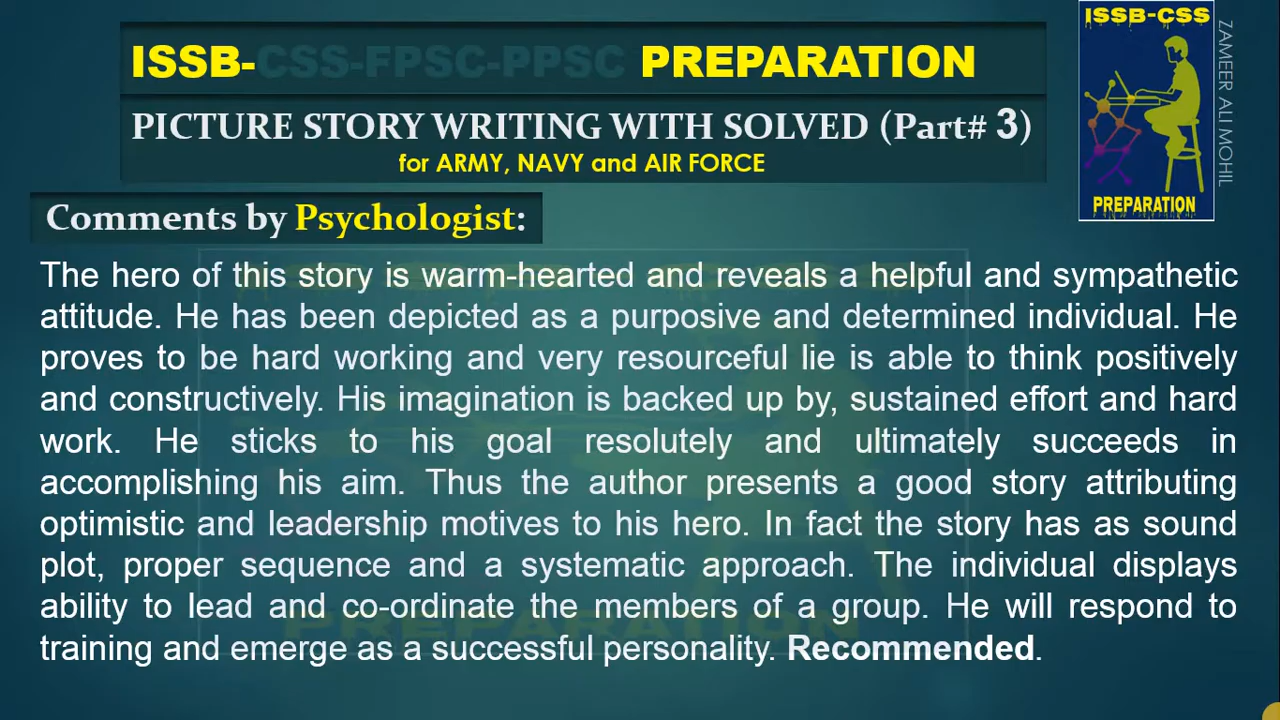 ISSB-CSS-FPSC-PPSC PREPARATION
PICTURE STORY WRITING WITH SOLVED (Part# 3)
for ARMY, NAVY and AIR FORCE
ISSB-CSS
PREPARATION
ZAMEER ALI MOHIL
Comments by Psychologist:
The hero of this story is warm-hearted and reveals a helpful and sympathetic
attitude. He has been depicted as a purposive and determined individual. He
proves to be hard working and very resourceful lie is able to think positively
and constructively. His imagination is backed up by, sustained effort and hard
work. He sticks to his goal resolutely and ultimately succeeds in
accomplishing his aim. Thus the author presents a good story attributing
optimistic and leadership motives to his hero. In fact the story has as sound
plot, proper sequence and a systematic approach. The individual displays
ability to lead and co-ordinate the members of a group. He will respond to
training and emerge as a successful personality. Recommended.
PREPARATION